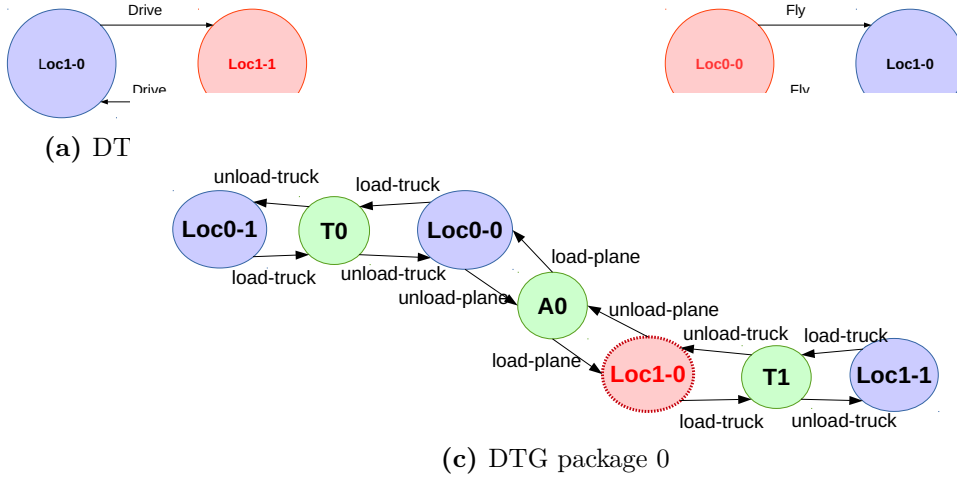 Drive
Fly
Loc1-0
Loc1-1
Loc0-0
Loc1-0
Drive
Fly
(a) DT
unload-truck
load-truck
Loc0-1
T0
Loc0-0
load-truck
unload-truck
load-plane
unload-plane
A0
unload-plane
load-plane
unload-truck
load-truck
Loc1-0
T1
Loc1-1
load-truck
unload-truck
(c) DTG package 0